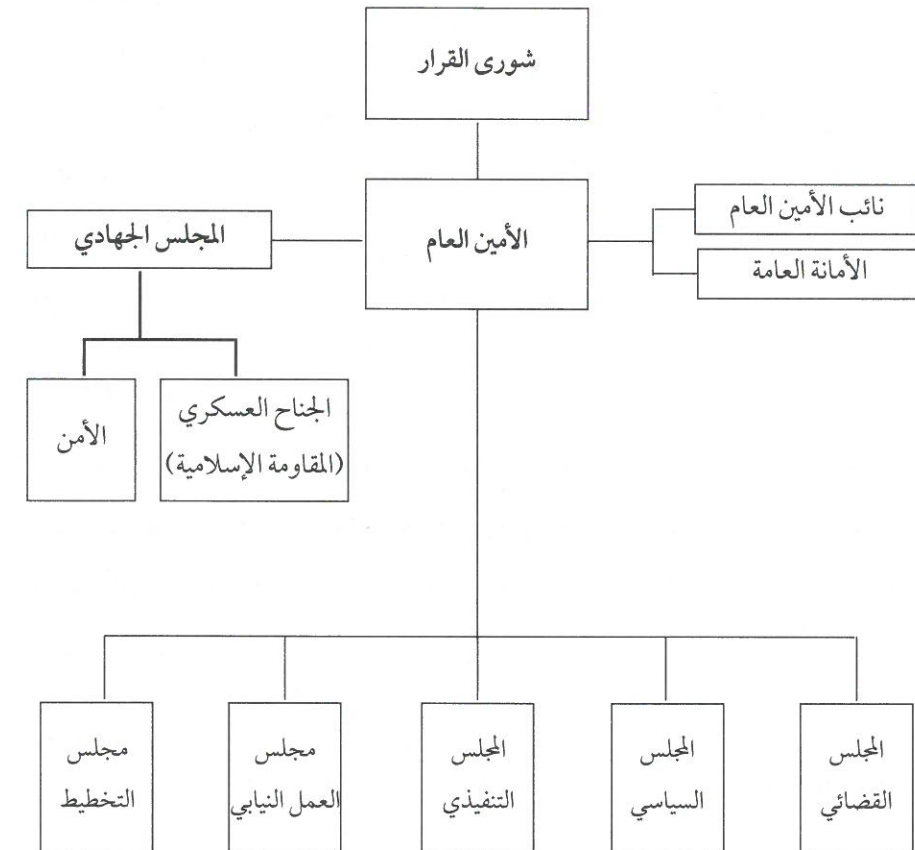 شورى القرار
الأمين العام
نائب الأمين العام
الأمانة العامة
المجلس الجهادي
الجناح العسكري
(المقاومة الإسلامية)
الأمن
المجلس
القضائي
المجلس
السياسي
المجلس
التنفيذي
مجلس
العمل النيابي
مجلس
التخطيط